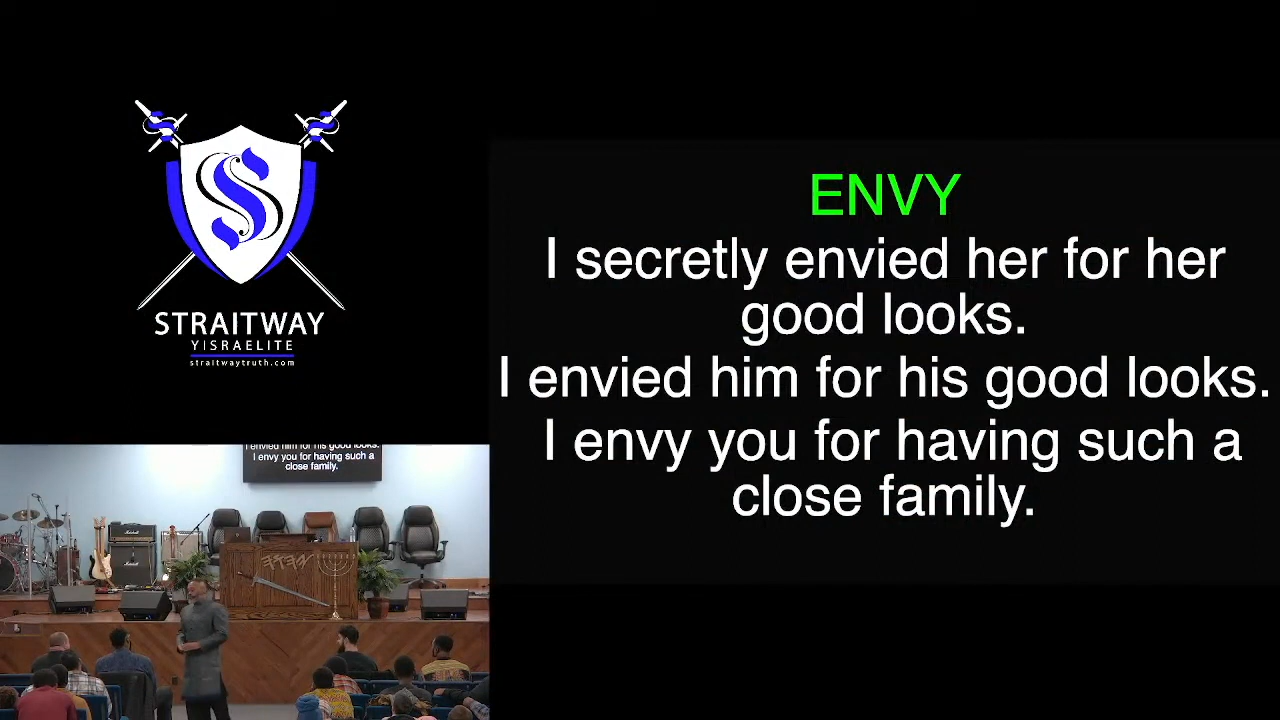 S
STRAITWAY
YISRAELITE
straitwaytruth.com
ENVY
I secretly envied her for her
good looks.
I envied him for his good looks.
I envy you for having such a
close family.
I envied him for his good looks.
I envy you for having such a
close family.
Marshall
Marshall